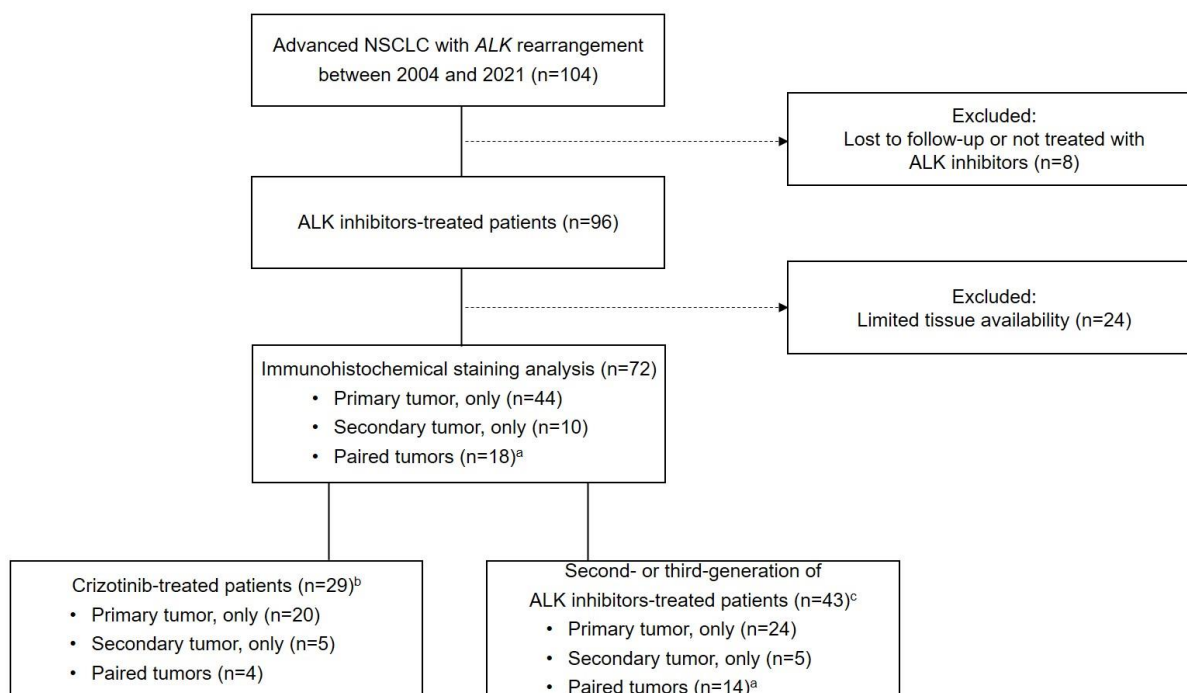 Advanced NSCLC with ALK rearrangement
between 2004 and 2021 (n=104)
Excluded:
Lost to follow-up or not treated with
ALK inhibitors (n=8)
ALK inhibitors-treated patients (n=96)
Excluded:
Limited tissue availability (n=24)
Immunohistochemical staining analysis (n=72)
• Primary tumor, only (n=44)
• Secondary tumor, only (n=10)
• Paired tumors (n=18)ᵃ
Crizotinib-treated patients (n=29)ᵇ
• Primary tumor, only (n=20)
• Secondary tumor, only (n=5)
• Paired tumors (n=4)
Second- or third-generation of
ALK inhibitors-treated patients (n=43)ᶜ
• Primary tumor, only (n=24)
• Secondary tumor, only (n=5)
• Paired tumors (n=14)ᵃ